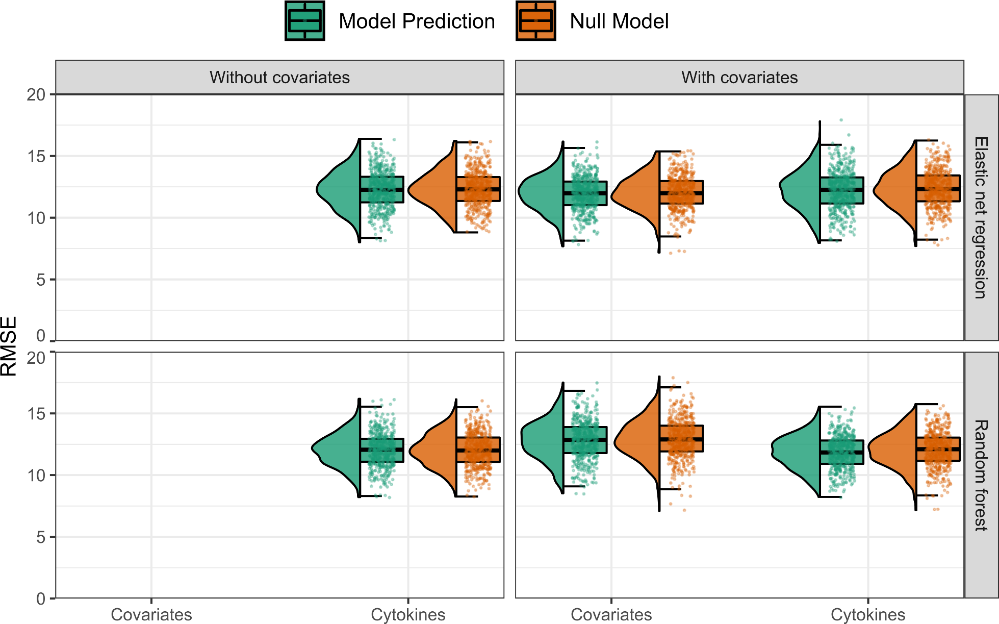 Model Prediction Null Model
Without covariates With covariates
20
15
10
5
0
Elastic net regression
RMSE
20
15
10
5
0
Random forest
Covariates Cytokines Covariates Cytokines